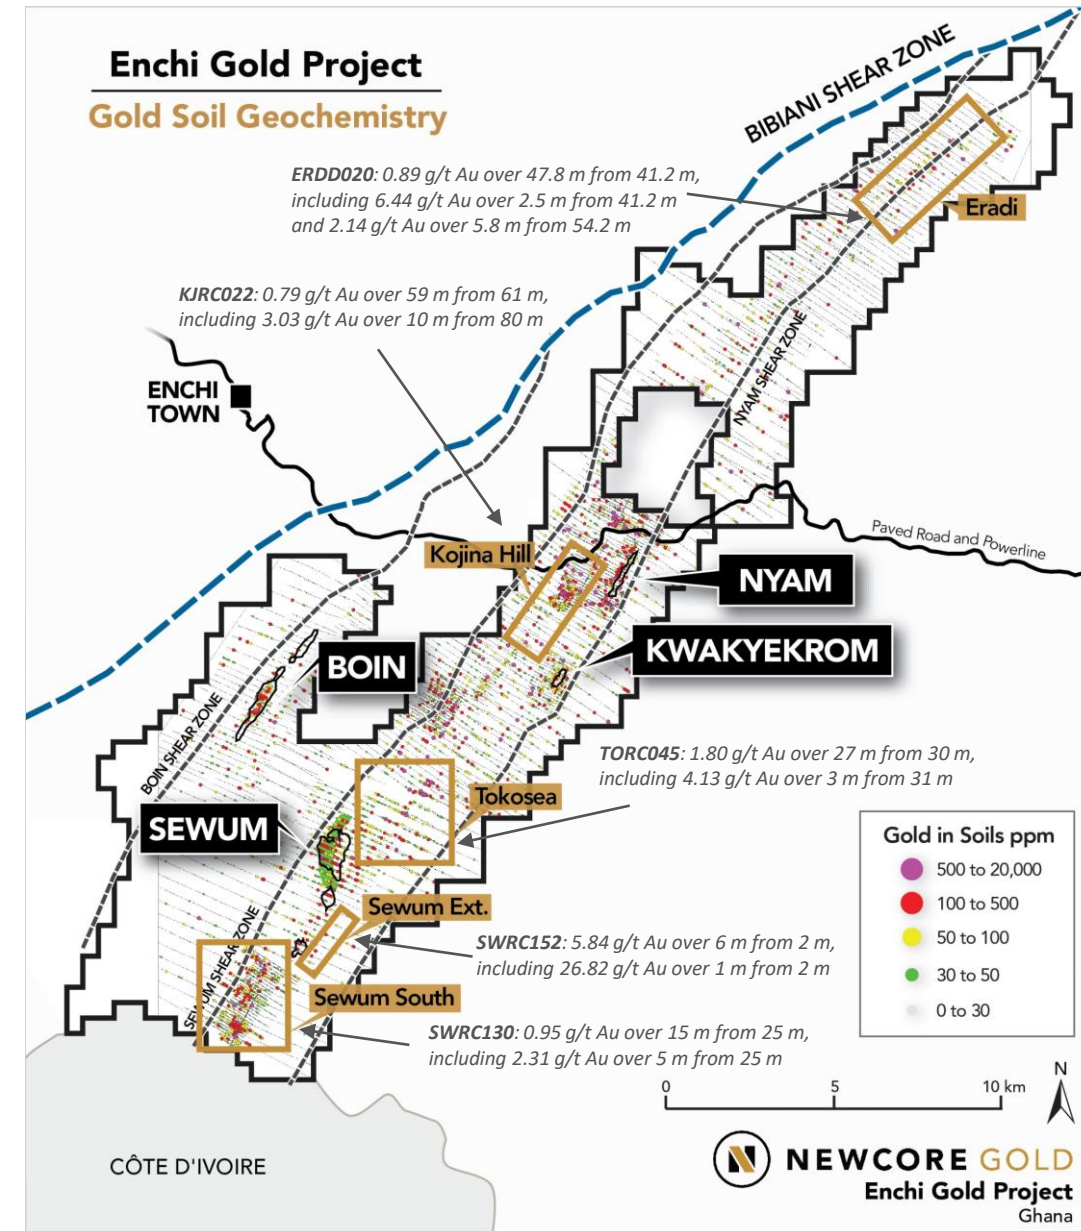 Enchi Gold Project
Gold Soil Geochemistry
BIBIANI SHEAR ZONE
ERDD020: 0.89 g/t Au over 47.8 m from 41.2 m,
including 6.44 g/t Au over 2.5 m from 41.2 m
and 2.14 g/t Au over 5.8 m from 54.2 m
Eradi
KJRC022: 0.79 g/t Au over 59 m from 61 m,
including 3.03 g/t Au over 10 m from 80 m
NYAM SHEAR ZONE
ENCHI
TOWN
Paved Road and Powerline
Kojina Hill
NYAM
KWAKYEKROM
BOIN
BOIN SHEAR ZONE
TORC045: 1.80 g/t Au over 27 m from 30 m,
including 4.13 g/t Au over 3 m from 31 m
Tokosea
SEWUM
Gold in Soils ppm
500 to 20,000
100 to 500
50 to 100
30 to 50
0 to 30
Sewum Ext.
SWRC152: 5.84 g/t Au over 6 m from 2 m,
including 26.82 g/t Au over 1 m from 2 m
SEWUM SHEAR ZONE
Sewum South
SWRC130: 0.95 g/t Au over 15 m from 25 m,
including 2.31 g/t Au over 5 m from 25 m
0 5 10 km
N
CÔTE D'IVOIRE
NEWCORE GOLD
Enchi Gold Project
Ghana